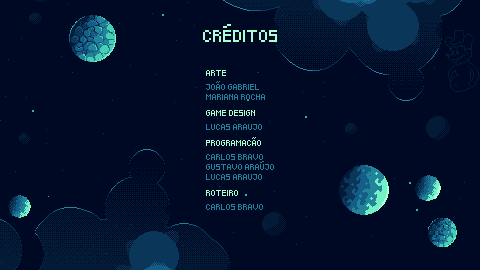 CRÉDITOS
ARTE
JOÃO GABRIEL
MARIANA ROCHA
GAME DESIGN
LUCAS ARAUJO
PROGRAMAÇÃO
CARLOS BRAVO
GUSTAVO ARAÚJO
LUCAS ARAUJO
ROTEIRO
CARLOS BRAVO